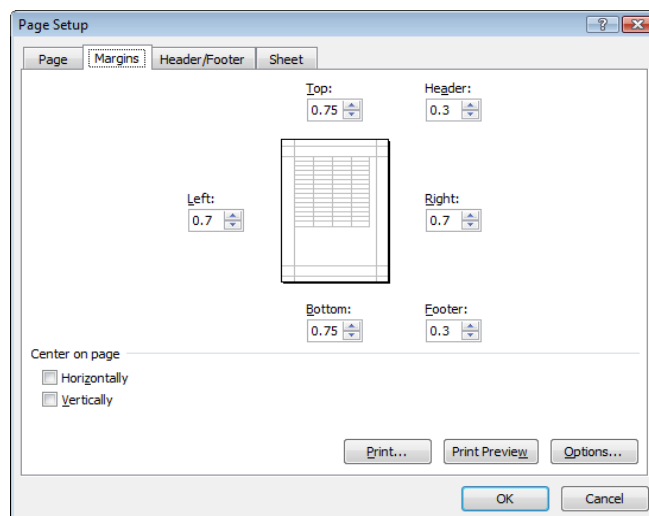 Page Setup
Page Margins Header/Footer Sheet
Top: Header:
0.75 0.3
Left: Right:
0.7 0.7
Bottom: Footer:
0.75 0.3
Center on page
Horizontally
Vertically
Print... Print Preview Options...
OK Cancel